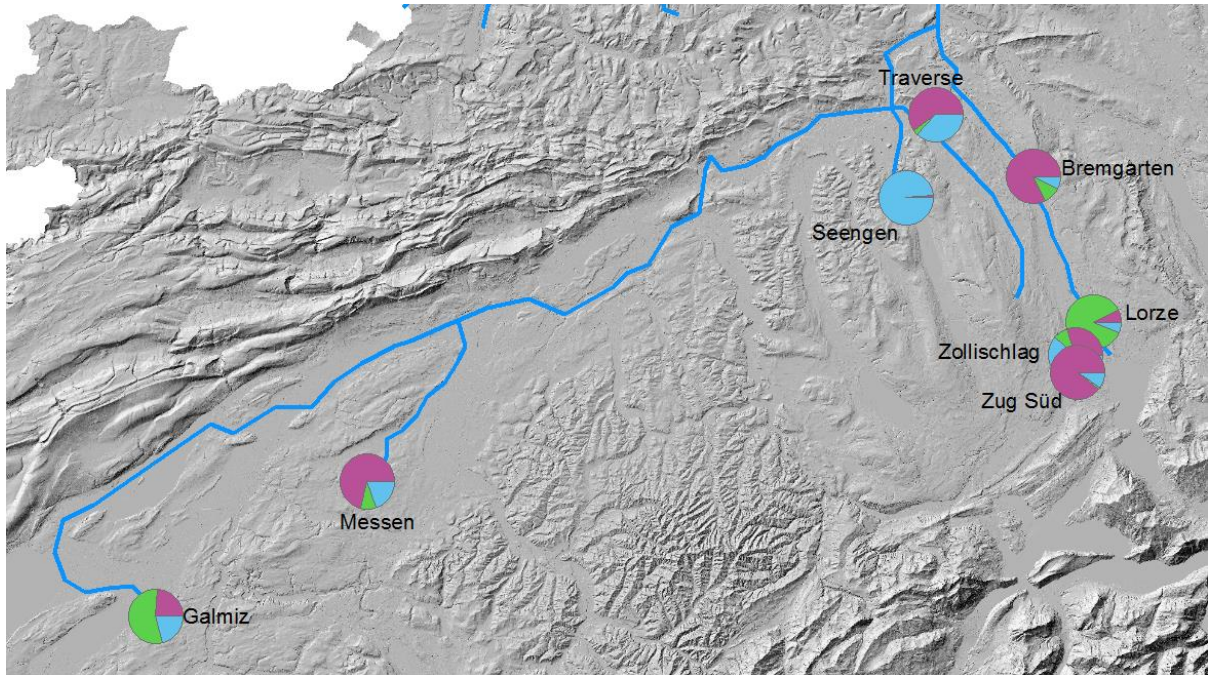 Traverse
Bremgarten
Seengen
Lorze
Zollischlag
Zug Süd
Messen
Galmiz